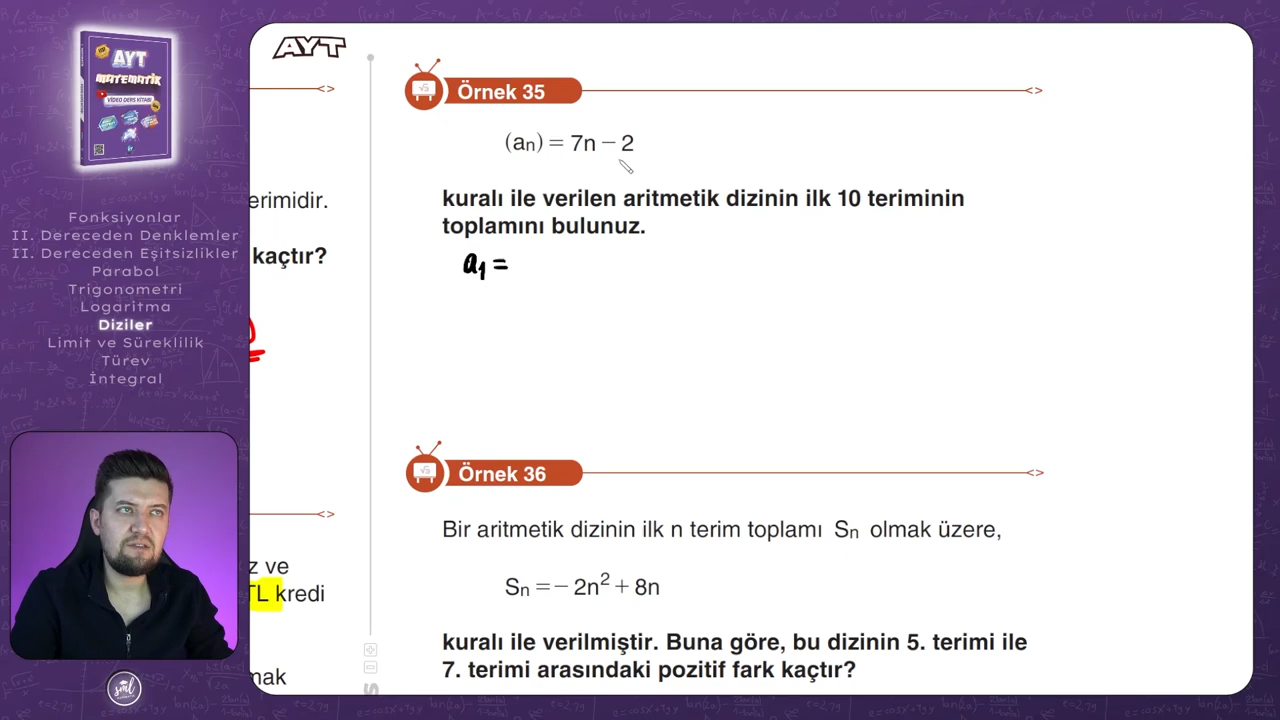 AYT
MATEMATİK
VİDEO DERS KİTABI
Fonksiyonlar
II. Dereceden Denklemler
II. Dereceden Eşitsizlikler
Parabol
Trigonometri
Logaritma
Diziler
Limit ve Süreklilik
Türev
İntegral
sml
erimidir.
kaçtır?
z ve
TL kredi
mak
AYT
Örnek 35
(aₙ) = 7n − 2
kuralı ile verilen aritmetik dizinin ilk 10 teriminin
toplamını bulunuz.
a₁ =
Örnek 36
Bir aritmetik dizinin ilk n terim toplamı Sₙ olmak üzere,
Sₙ = − 2n² + 8n
kuralı ile verilmiştir. Buna göre, bu dizinin 5. terimi ile
7. terimi arasındaki pozitif fark kaçtır?